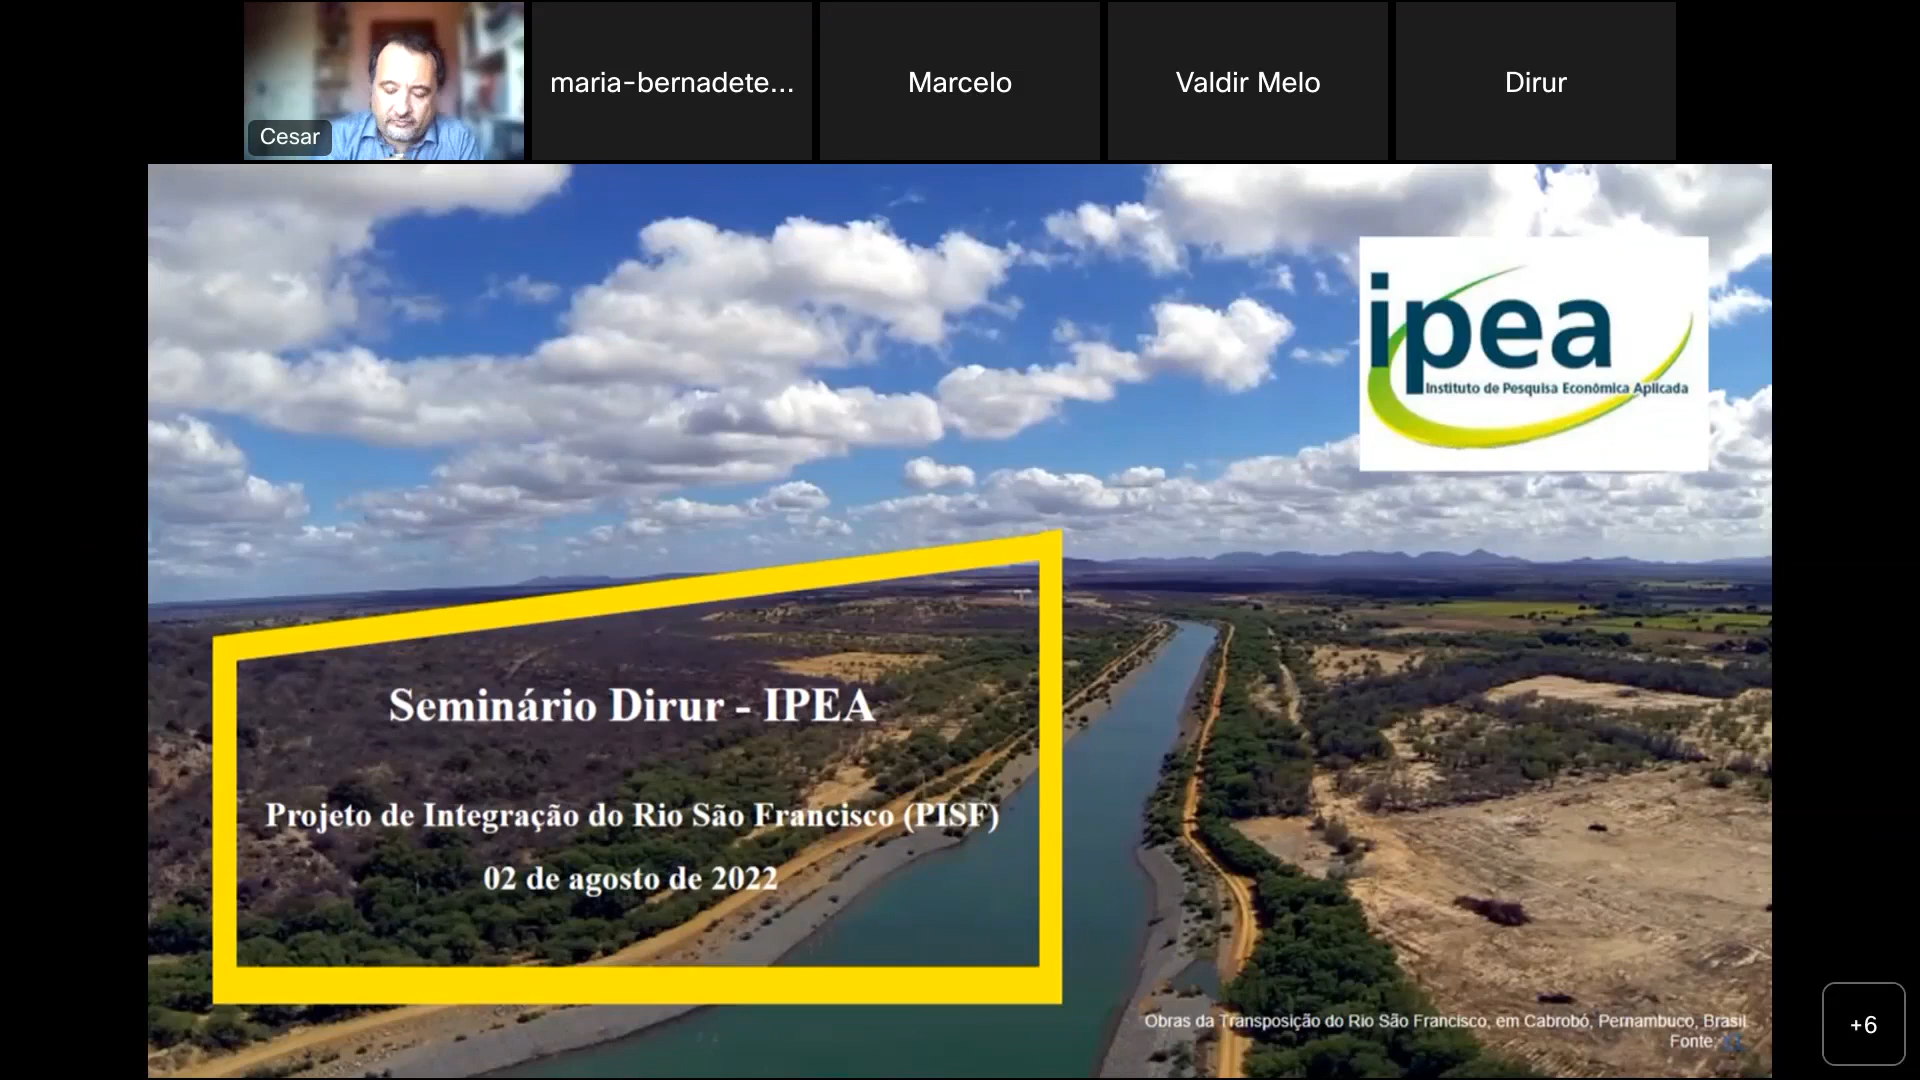 Cesar
maria-bernadete...
Marcelo
Valdir Melo
Dirur
ipea
Instituto de Pesquisa Econômica Aplicada
Seminário Dirur - IPEA
Projeto de Integração do Rio São Francisco (PISF)
02 de agosto de 2022
Obras da Transposição do Rio São Francisco, em Cabrobó, Pernambuco, Brasil
Fonte:
+6